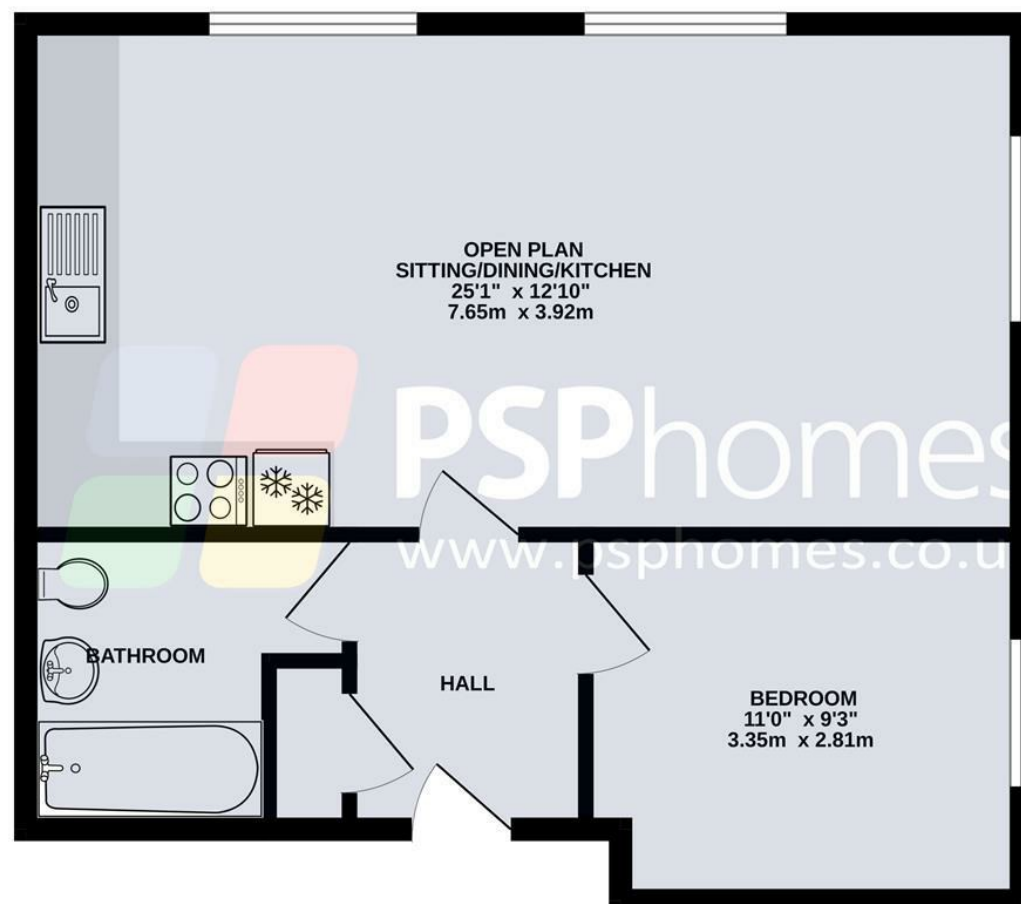 OPEN PLAN
SITTING/DINING/KITCHEN
25'1" x 12'10"
7.65m x 3.92m
PSPhomes
www.psphomes.co.u
BATHROOM
HALL
BEDROOM
11'0" x 9'3"
3.35m x 2.81m